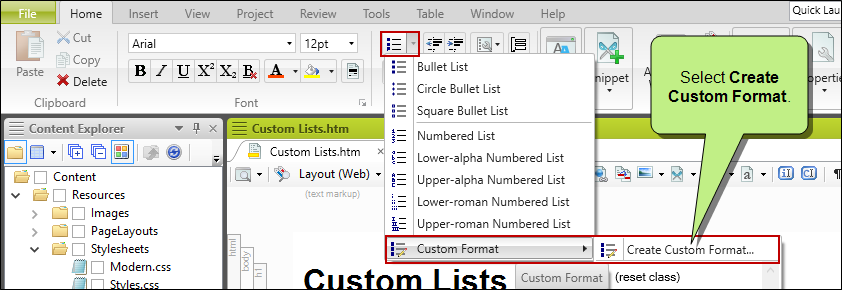 File Home Insert View Project Review Tools Table Window Help Quick Lau
Paste Cut Copy Delete
Clipboard
Arial 12pt
B I U X² X₂ B A
Font
Bullet List
Circle Bullet List
Square Bullet List
Numbered List
Lower-alpha Numbered List
Upper-alpha Numbered List
Lower-roman Numbered List
Upper-roman Numbered List
Custom Format
Create Custom Format...
Select Create
Custom Format.
Content Explorer
Content
Resources
Images
PageLayouts
Stylesheets
Modern.css
Styles.css
Custom Lists.htm
Custom Lists.htm
Layout (Web)
(text markup)
html
body
h1
Custom Lists
Custom Format
(reset class)